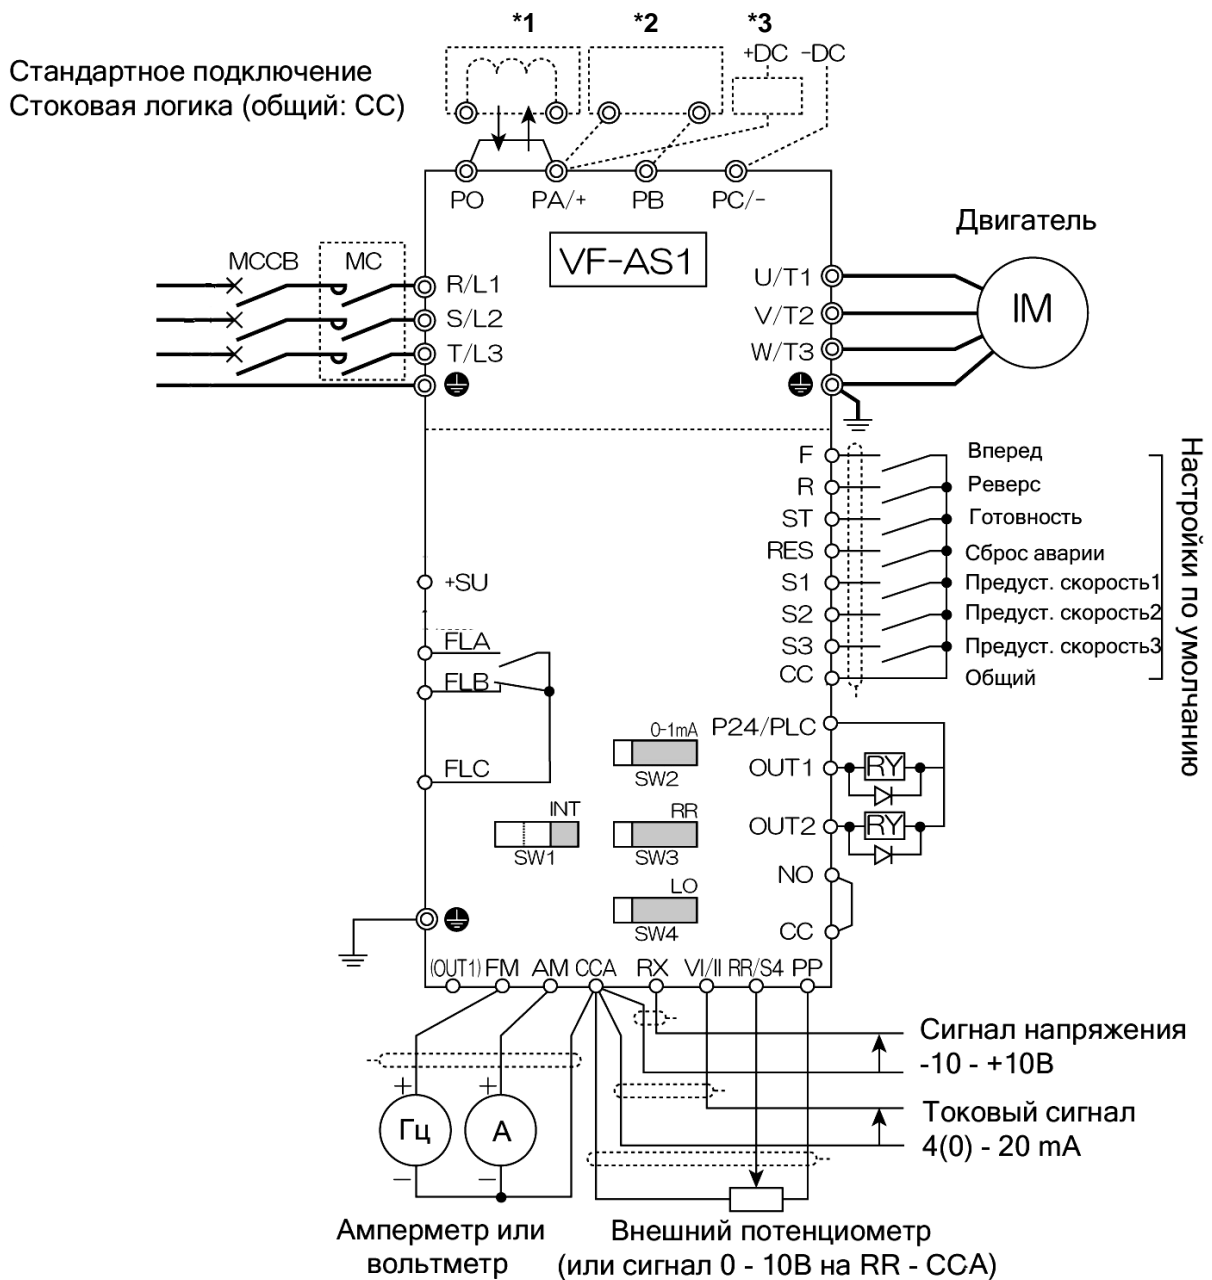 *1 *2 *3
+DC -DC
Стандартное подключение
Стоковая логика (общий: CC)
PO PA/+ PB PC/-
VF-AS1
Двигатель
MCCB MC
R/L1
S/L2
T/L3
U/T1
V/T2
W/T3
IM
F Вперед
R Реверс
ST Готовность
RES Сброс аварии
S1 Предуст. скорость1
S2 Предуст. скорость2
S3 Предуст. скорость3
CC Общий
Настройки по умолчанию
+SU
FLA
FLB
FLC
P24/PLC
OUT1 RY
OUT2 RY
NO
CC
0-1mA
SW2
INT
SW1
RR
SW3
LO
SW4
(OUT1) FM AM CCA RX VI/II RR/S4 PP
Сигнал напряжения
-10 - +10В
Токовый сигнал
4(0) - 20 mA
+ +
Гц А
− −
Амперметр или
вольтметр
Внешний потенциометр
(или сигнал 0 - 10В на RR - CCA)